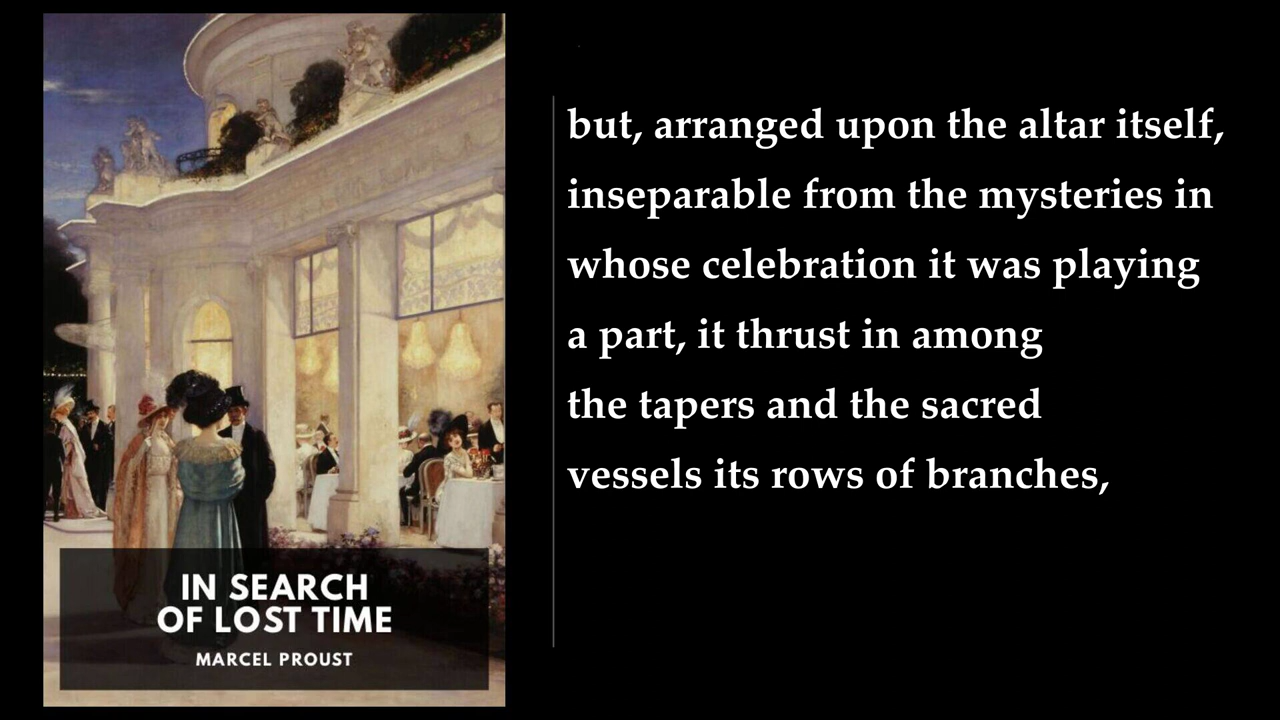 IN SEARCH
OF LOST TIME
MARCEL PROUST
but, arranged upon the altar itself,
inseparable from the mysteries in
whose celebration it was playing
a part, it thrust in among
the tapers and the sacred
vessels its rows of branches,